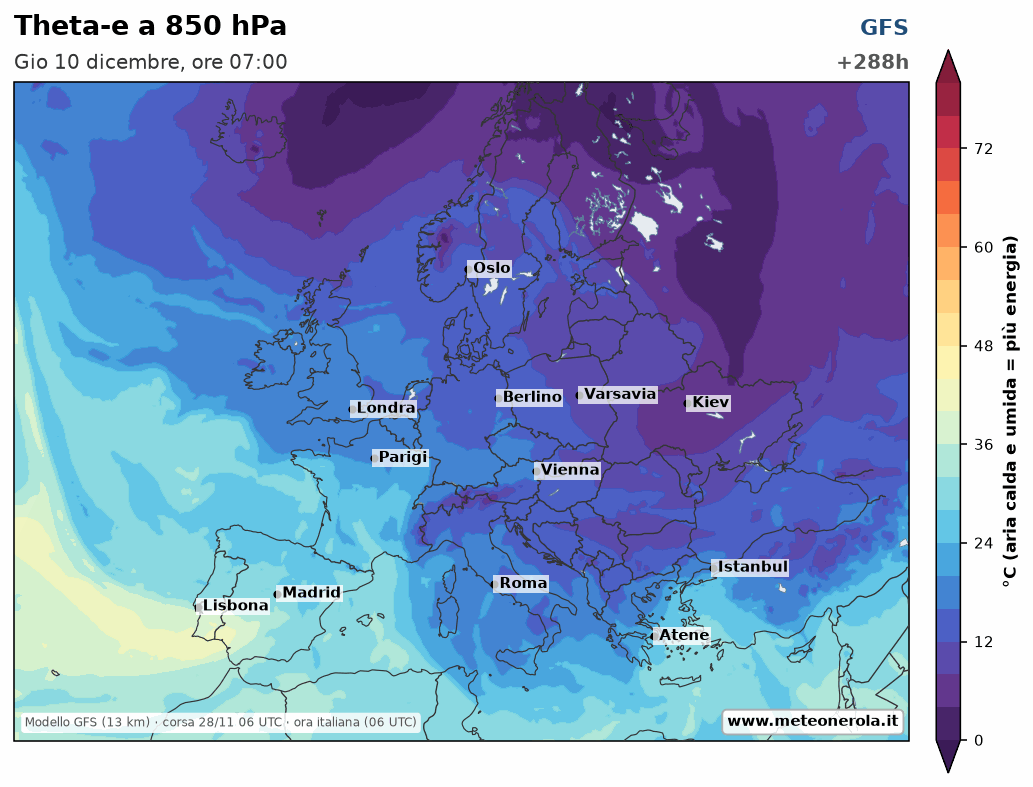 Theta-e a 850 hPa
GFS
Gio 10 dicembre, ore 07:00
+288h
72
60
48
36
24
12
0
°C (aria calda e umida = più energia)
Oslo
Berlino
Varsavia
Kiev
Londra
Parigi
Vienna
Istanbul
Roma
Madrid
Lisbona
Atene
Modello GFS (13 km) · corsa 28/11 06 UTC · ora italiana (06 UTC)
www.meteonerola.it